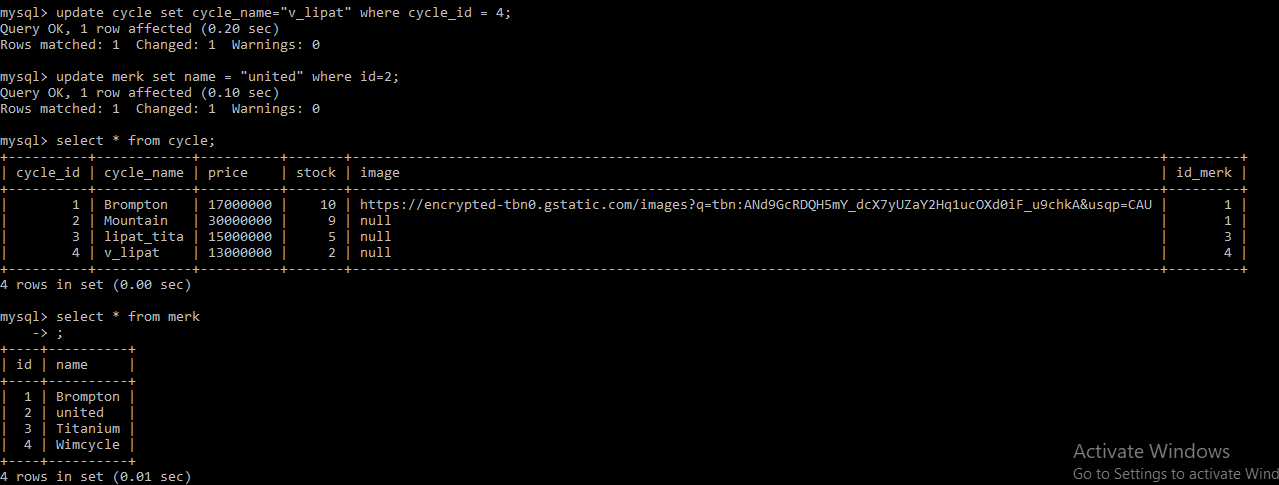 mysql> update cycle set cycle_name="v_lipat" where cycle_id = 4;
Query OK, 1 row affected (0.20 sec)
Rows matched: 1  Changed: 1  Warnings: 0
mysql> update merk set name = "united" where id=2;
Query OK, 1 row affected (0.10 sec)
Rows matched: 1  Changed: 1  Warnings: 0
mysql> select * from cycle;
+----------+------------+----------+-------+-----------------------------------------------------------------------------------------------------+---------+
| cycle_id | cycle_name | price    | stock | image                                                                                               | id_merk |
+----------+------------+----------+-------+-----------------------------------------------------------------------------------------------------+---------+
|        1 | Brompton   | 17000000 |    10 | https://encrypted-tbn0.gstatic.com/images?q=tbn:ANd9GcRDQH5mY_dcX7yUZaY2Hq1ucOXd0iF_u9chkA&usqp=CAU |       1 |
|        2 | Mountain   | 30000000 |     9 | null                                                                                                |       1 |
|        3 | lipat_tita | 15000000 |     5 | null                                                                                                |       3 |
|        4 | v_lipat    | 13000000 |     2 | null                                                                                                |       4 |
+----------+------------+----------+-------+-----------------------------------------------------------------------------------------------------+---------+
4 rows in set (0.00 sec)
mysql> select * from merk
    -> ;
+----+----------+
| id | name     |
+----+----------+
|  1 | Brompton |
|  2 | united   |
|  3 | Titanium |
|  4 | Wimcycle |
+----+----------+
4 rows in set (0.01 sec)
Activate Windows
Go to Settings to activate Wind